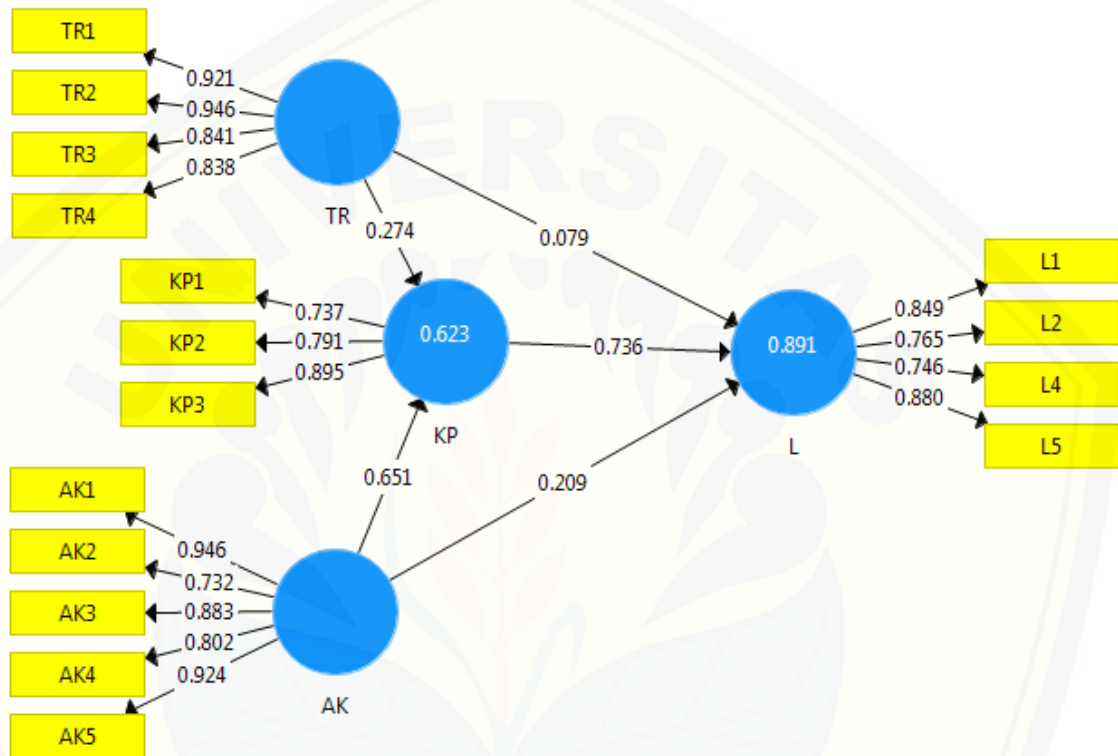 TR1
TR2
TR3
TR4
0.921
0.946
0.841
0.838
TR
0.274
0.079
KP1
KP2
KP3
0.737
0.791
0.895
0.623
KP
0.736
0.891
L
0.849
0.765
0.746
0.880
L1
L2
L4
L5
0.651
0.209
AK1
AK2
AK3
AK4
AK5
0.946
0.732
0.883
0.802
0.924
AK
UNIVERSITAS